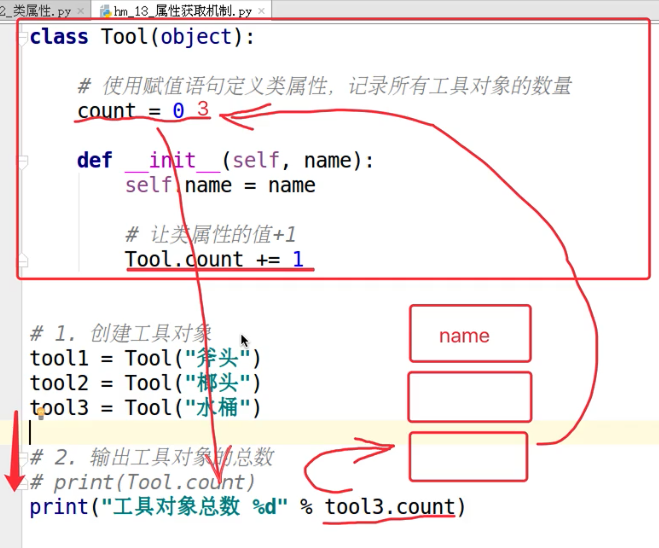 2_类属性.py × hm_13_属性获取机制.py ×
class Tool(object):
# 使用赋值语句定义类属性，记录所有工具对象的数量
count = 0 3
def __init__(self, name):
self.name = name
# 让类属性的值+1
Tool.count += 1
# 1. 创建工具对象
name
tool1 = Tool("斧头")
tool2 = Tool("榔头")
tool3 = Tool("水桶")
# 2. 输出工具对象的总数
# print(Tool.count)
print("工具对象总数 %d" % tool3.count)